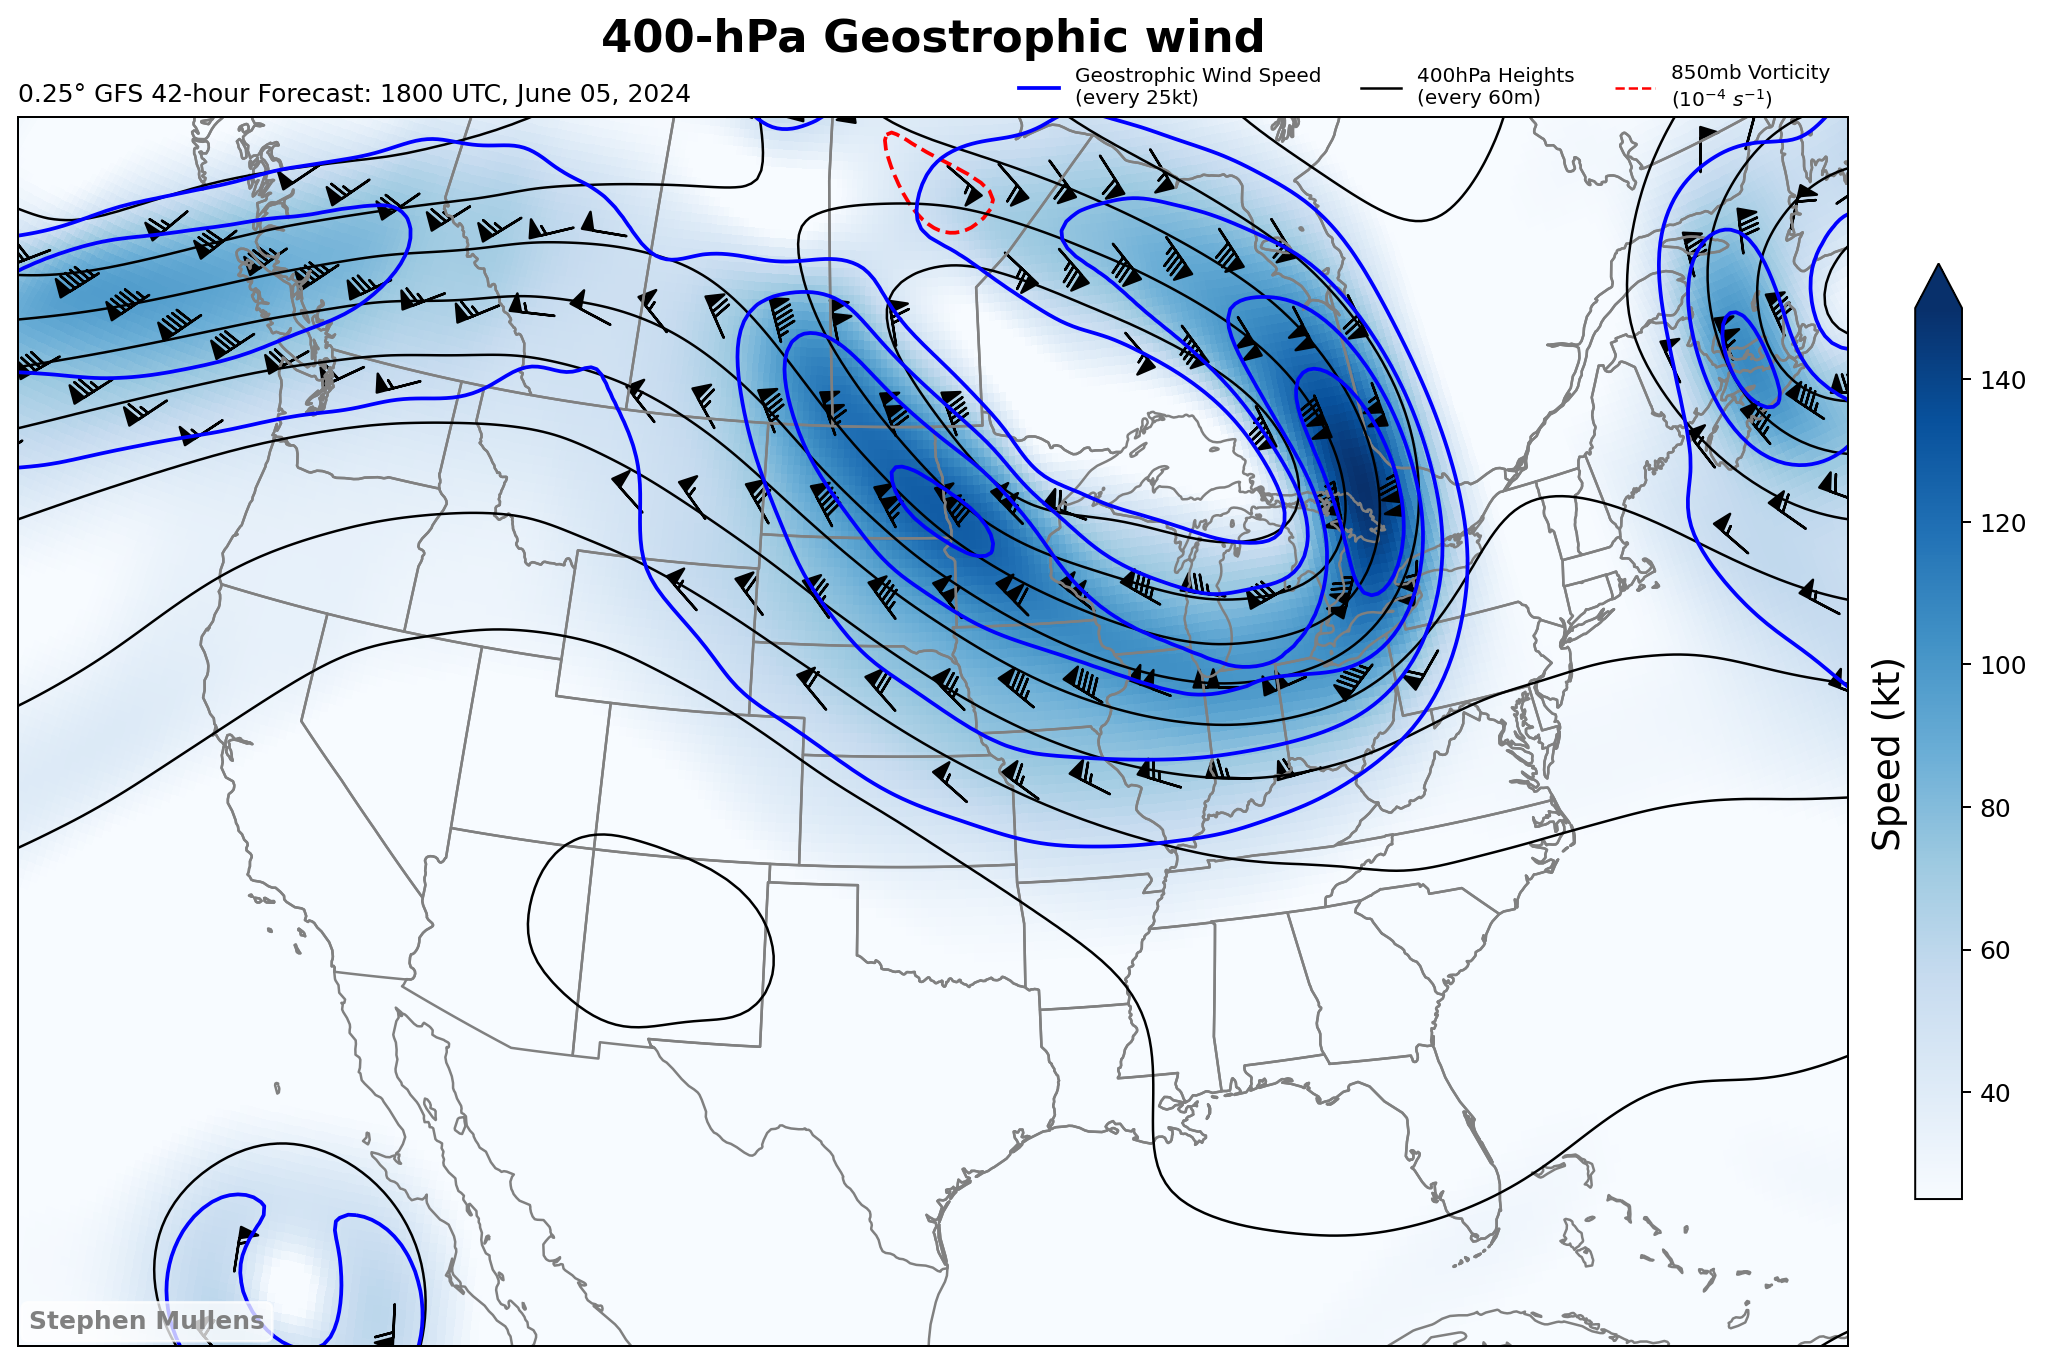 400-hPa Geostrophic wind
0.25° GFS 42-hour Forecast: 1800 UTC, June 05, 2024
Geostrophic Wind Speed
(every 25kt)
400hPa Heights
(every 60m)
850mb Vorticity
(10⁻⁴ s⁻¹)
140
120
100
80
60
40
Speed (kt)
Stephen Mullens